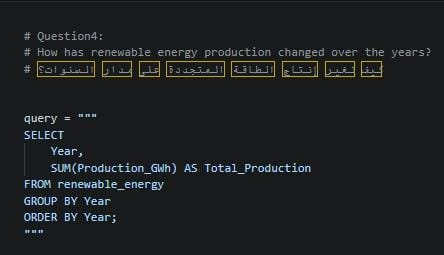 # Question4:
# How has renewable energy production changed over the years?
# كيف تغير إنتاج الطاقة المتجددة على مدار السنوات؟
query = """
SELECT
Year,
SUM(Production_GWh) AS Total_Production
FROM renewable_energy
GROUP BY Year
ORDER BY Year;
"""